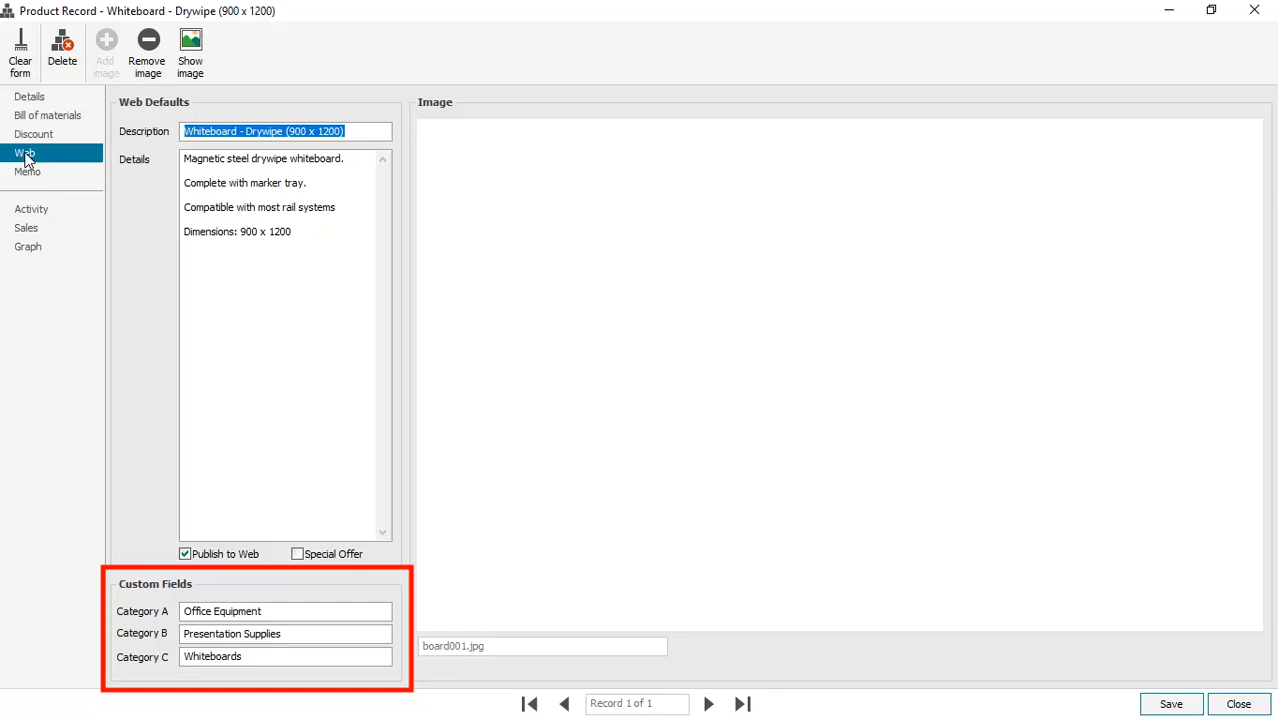 Product Record - Whiteboard - Drywipe (900 x 1200)
Clear form
Delete
Add image
Remove image
Show image
Details
Bill of materials
Discount
Web
Memo
Activity
Sales
Graph
Web Defaults
Description Whiteboard - Drywipe (900 x 1200)
Details Magnetic steel drywipe whiteboard.
Complete with marker tray.
Compatible with most rail systems
Dimensions: 900 x 1200
Publish to Web Special Offer
Custom Fields
Category A Office Equipment
Category B Presentation Supplies
Category C Whiteboards
Image
board001.jpg
Record 1 of 1
Save Close